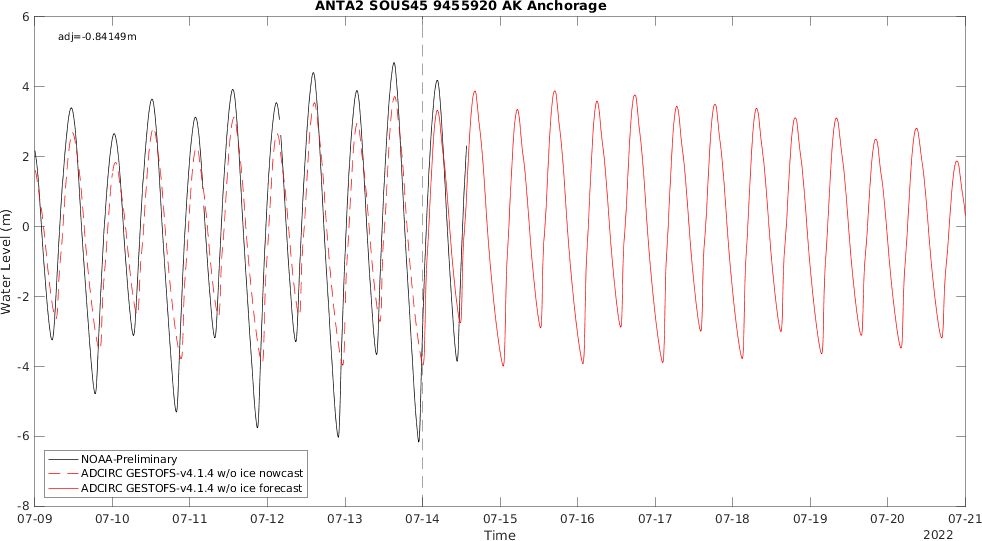 ANTA2 SOUS45 9455920 AK Anchorage
adj=-0.84149m
6
4
2
0
-2
-4
-6
-8
Water Level (m)
NOAA-Preliminary
ADCIRC GESTOFS-v4.1.4 w/o ice nowcast
ADCIRC GESTOFS-v4.1.4 w/o ice forecast
07-09 07-10 07-11 07-12 07-13 07-14 07-15 07-16 07-17 07-18 07-19 07-20 07-21
Time
2022